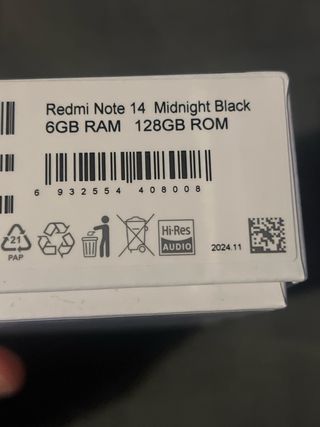 Redmi Note 14 Midnight Black
6GB RAM 128GB ROM
6 932554 408008
21
PAP
Hi-Res
AUDIO
2024.11